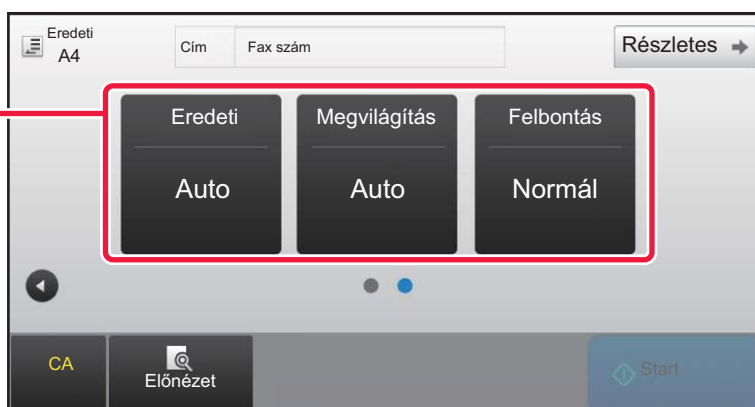 Eredeti
A4
Cím
Fax szám
Részletes
Eredeti
Megvilágítás
Felbontás
Auto
Auto
Normál
CA
Előnézet
Start